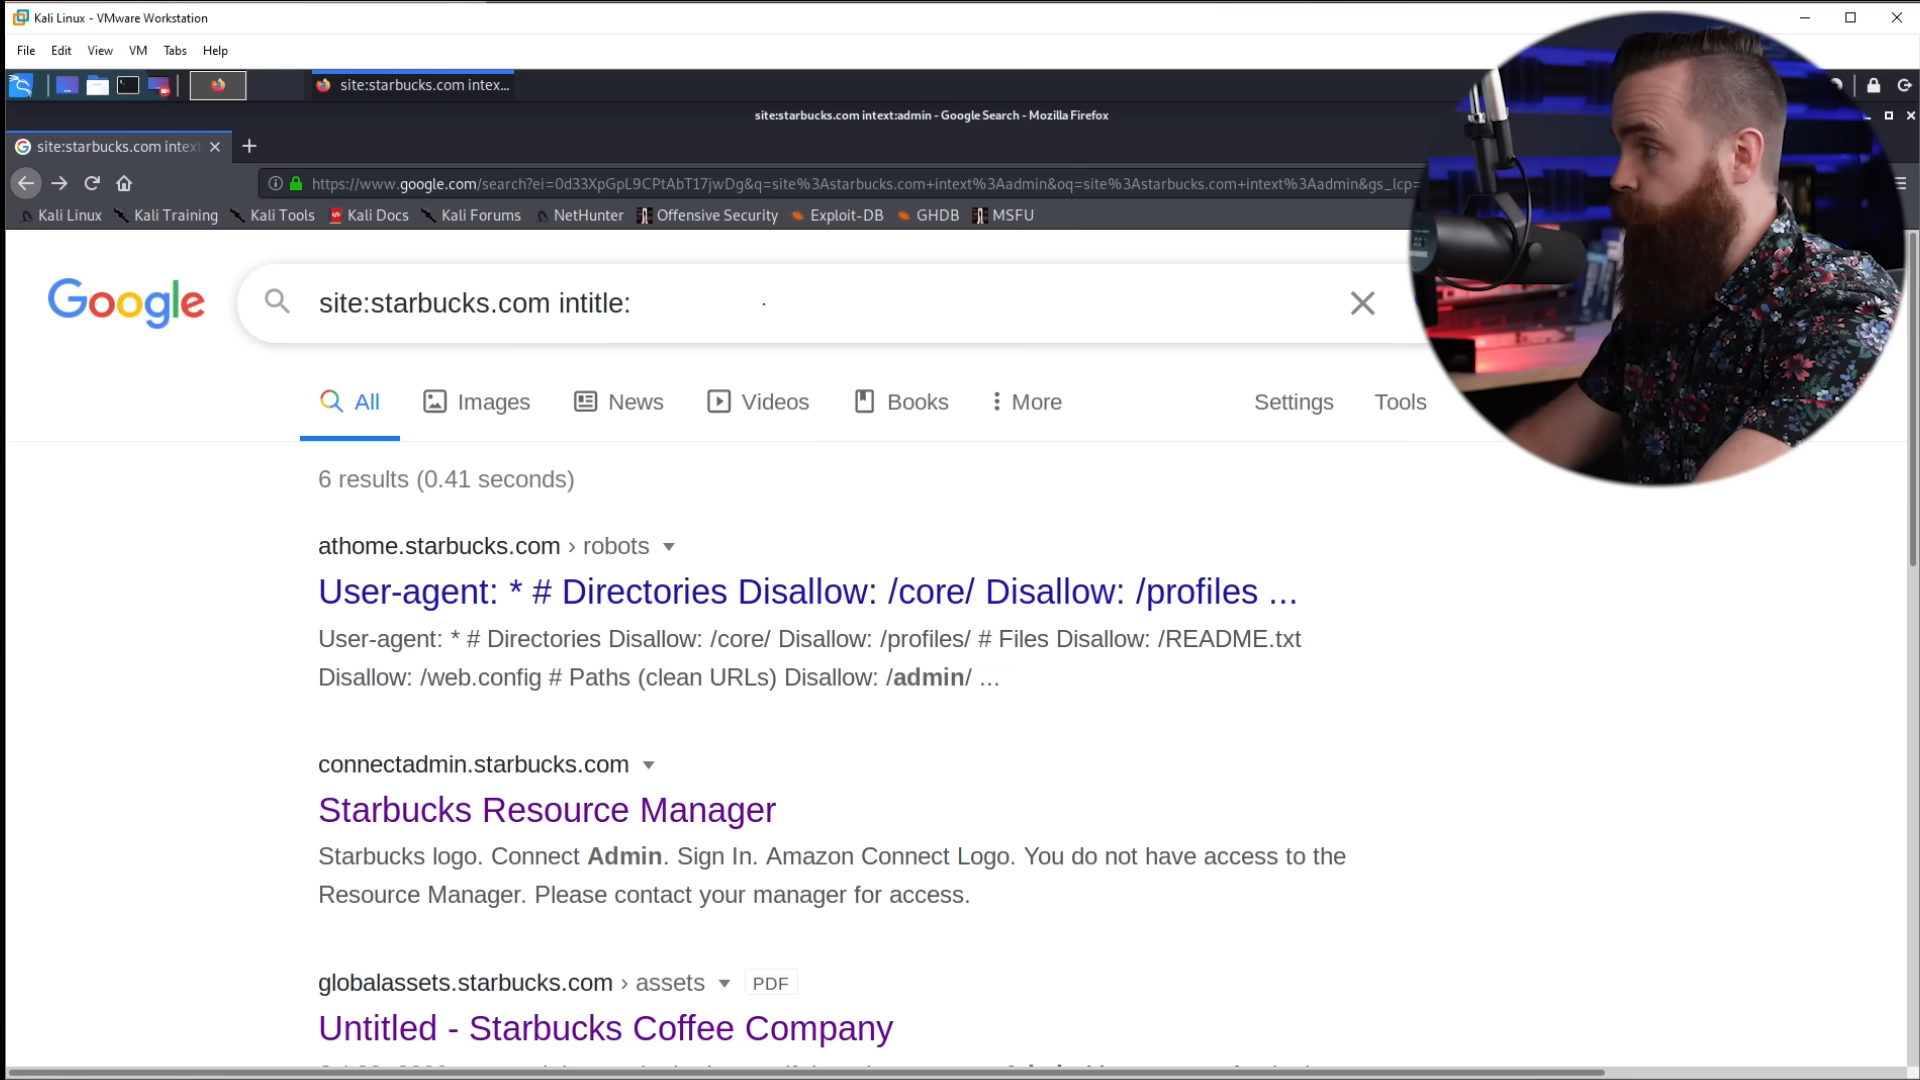 Kali Linux - VMware Workstation
File Edit View VM Tabs Help
site:starbucks.com intex...
site:starbucks.com intext:admin - Google Search - Mozilla Firefox
site:starbucks.com intext
https://www.google.com/search?ei=0d33XpGpL9CPtAbT17jwDg&q=site%3Astarbucks.com+intext%3Aadmin&oq=site%3Astarbucks.com+intext%3Aadmin&gs_lcp=
Kali Linux Kali Training Kali Tools Kali Docs Kali Forums NetHunter Offensive Security Exploit-DB GHDB MSFU
Google
site:starbucks.com intitle:
All Images News Videos Books More Settings Tools
6 results (0.41 seconds)
athome.starbucks.com › robots
User-agent: * # Directories Disallow: /core/ Disallow: /profiles ...
User-agent: * # Directories Disallow: /core/ Disallow: /profiles/ # Files Disallow: /README.txt
Disallow: /web.config # Paths (clean URLs) Disallow: /admin/ ...
connectadmin.starbucks.com
Starbucks Resource Manager
Starbucks logo. Connect Admin. Sign In. Amazon Connect Logo. You do not have access to the
Resource Manager. Please contact your manager for access.
globalassets.starbucks.com › assets PDF
Untitled - Starbucks Coffee Company